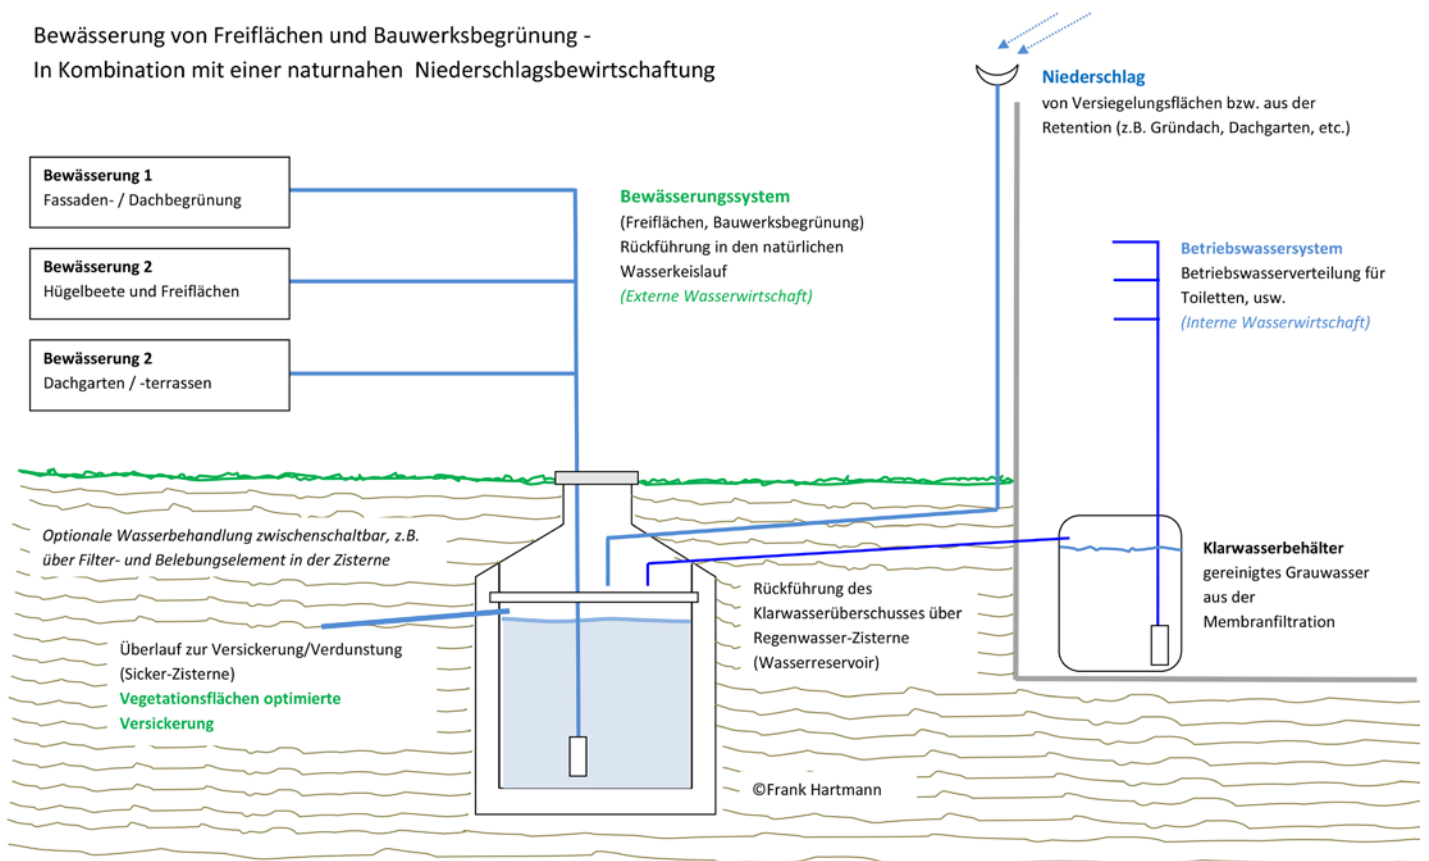 Bewässerung von Freiflächen und Bauwerksbegrünung -
In Kombination mit einer naturnahen Niederschlagsbewirtschaftung
Niederschlag
von Versiegelungsflächen bzw. aus der
Retention (z.B. Gründach, Dachgarten, etc.)
Bewässerung 1
Fassaden- / Dachbegrünung
Bewässerung 2
Hügelbeete und Freiflächen
Bewässerung 2
Dachgarten / -terrassen
Bewässerungssystem
(Freiflächen, Bauwerksbegrünung)
Rückführung in den natürlichen
Wasserkeislauf
(Externe Wasserwirtschaft)
Betriebswassersystem
Betriebswasserverteilung für
Toiletten, usw.
(Interne Wasserwirtschaft)
Optionale Wasserbehandlung zwischenschaltbar, z.B.
über Filter- und Belebungselement in der Zisterne
Überlauf zur Versickerung/Verdunstung
(Sicker-Zisterne)
Vegetationsflächen optimierte
Versickerung
Rückführung des
Klarwasserüberschusses über
Regenwasser-Zisterne
(Wasserreservoir)
Klarwasserbehälter
gereinigtes Grauwasser
aus der
Membranfiltration
©Frank Hartmann